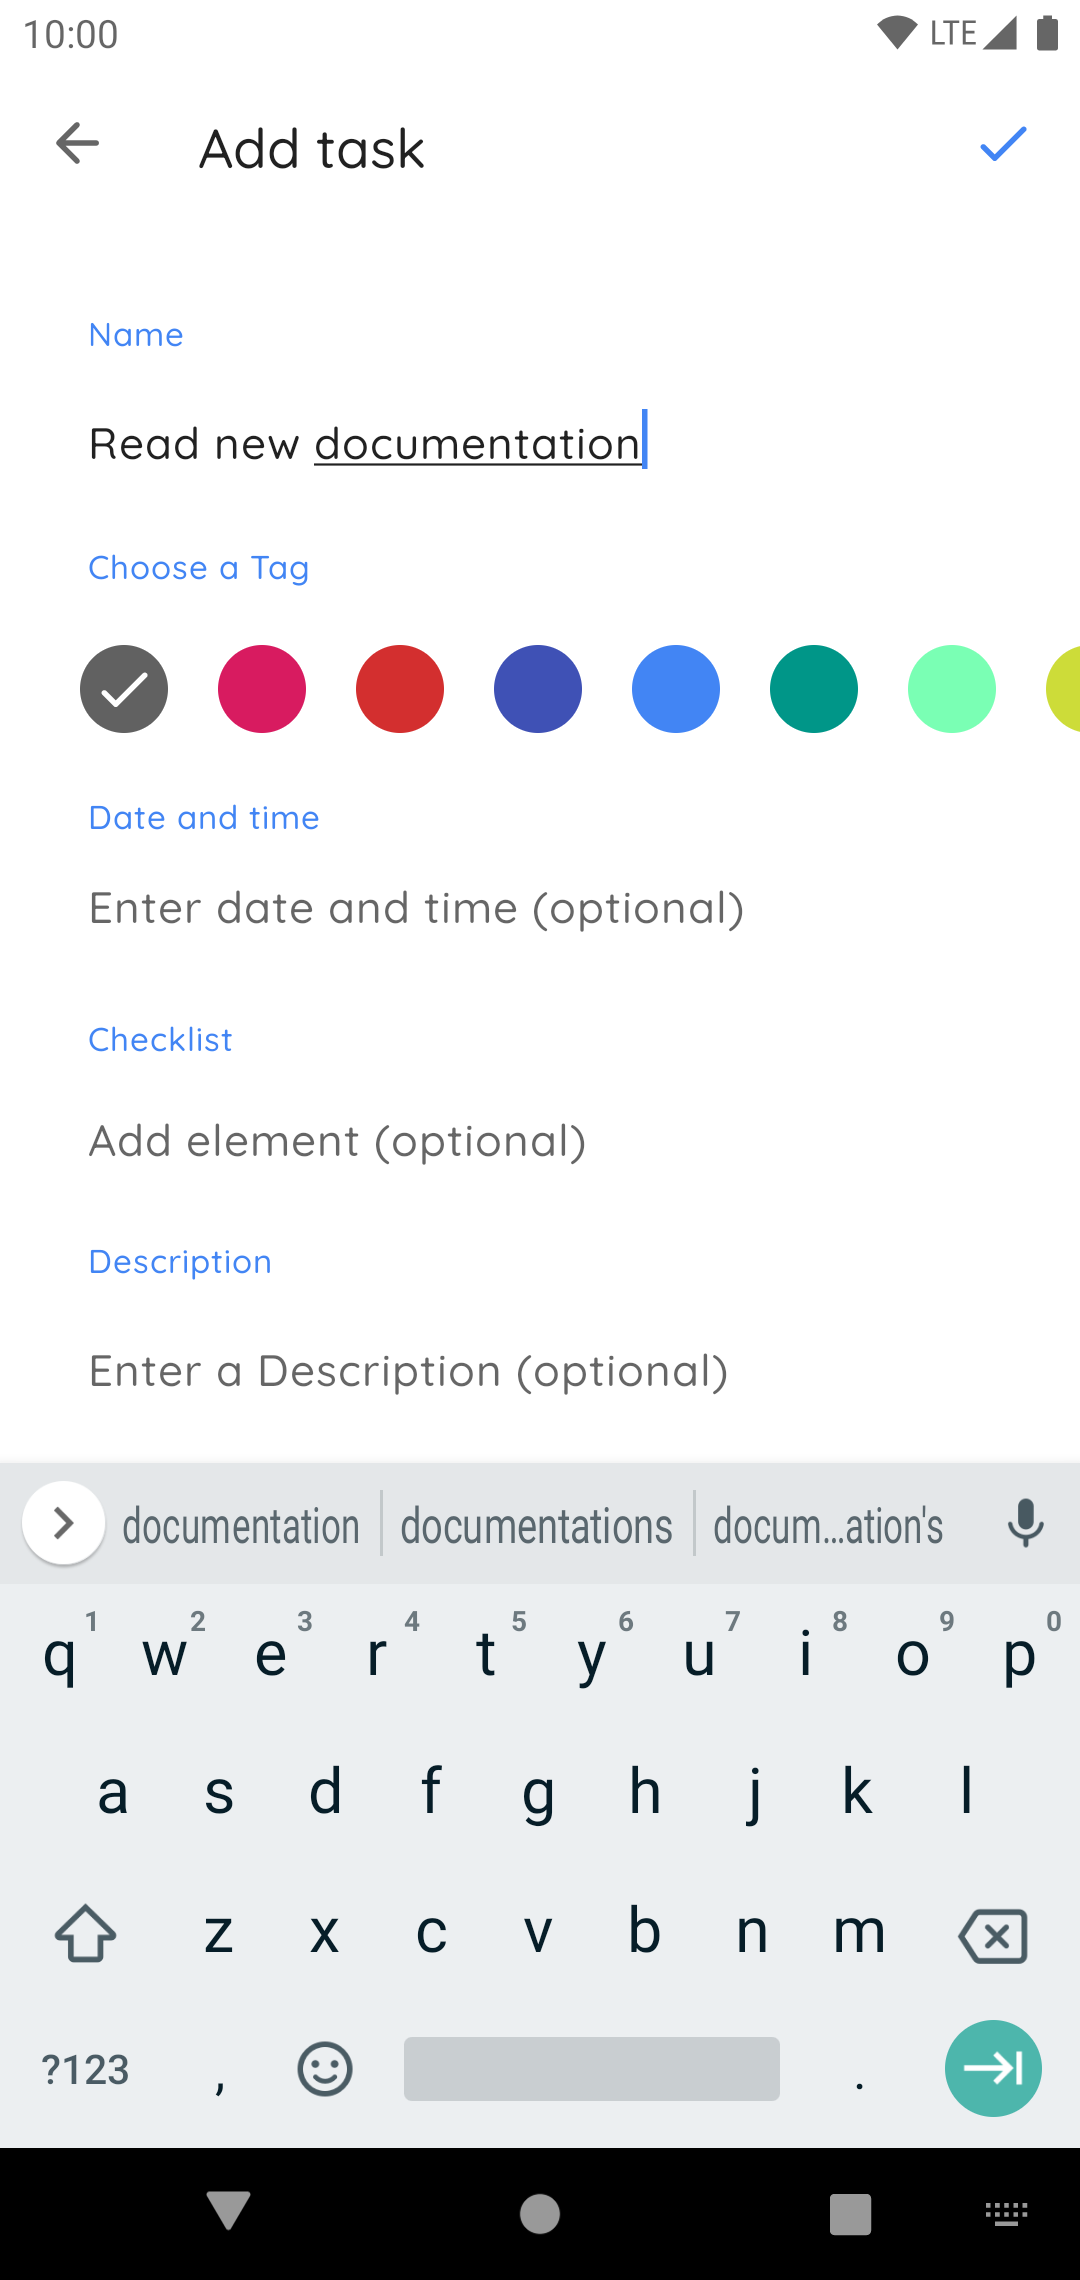 10:00 LTE
Add task
Name
Read new documentation
Choose a Tag
Date and time
Enter date and time (optional)
Checklist
Add element (optional)
Description
Enter a Description (optional)
documentation documentations docum...ation's
1 2 3 4 5 6 7 8 9 0
q w e r t y u i o p
a s d f g h j k l
z x c v b n m
?123 , .